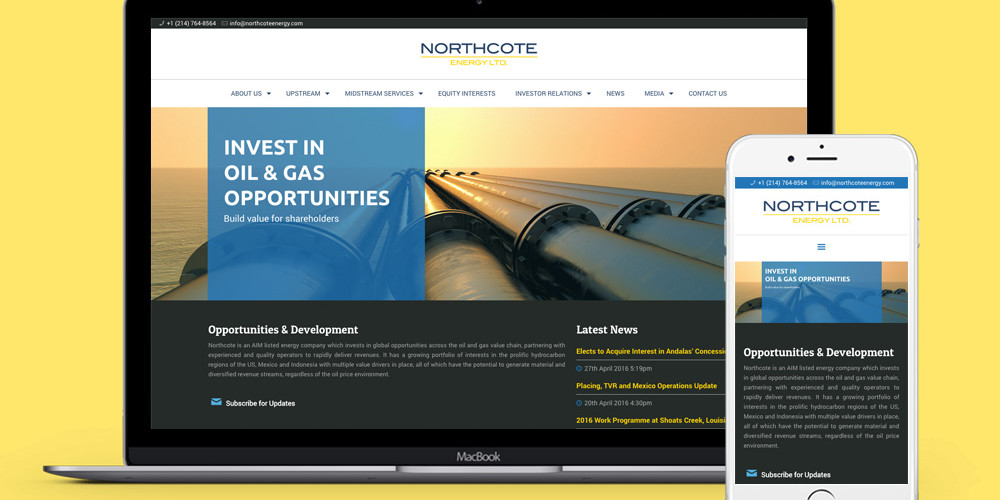 +1 (214) 764-8564 info@northcoteenergy.com
NORTHCOTE
ENERGY LTD.
ABOUT US UPSTREAM MIDSTREAM SERVICES EQUITY INTERESTS INVESTOR RELATIONS NEWS MEDIA CONTACT US
INVEST IN
OIL & GAS
OPPORTUNITIES
Build value for shareholders
Opportunities & Development
Northcote is an AIM listed energy company which invests in global opportunities across the oil and gas value chain, partnering with
experienced and quality operators to rapidly deliver revenues. It has a growing portfolio of interests in the prolific hydrocarbon
regions of the US, Mexico and Indonesia with multiple value drivers in place, all of which have the potential to generate material and
diversified revenue streams, regardless of the oil price environment.
Subscribe for Updates
Latest News
Elects to Acquire Interest in Andalas' Concessi
27th April 2016 5:19pm
Placing, TVR and Mexico Operations Update
20th April 2016 4:30pm
2016 Work Programme at Shoats Creek, Louisi
MacBook
+1 (214) 764-8564 info@northcoteenergy.com
NORTHCOTE
ENERGY LTD.
INVEST IN
OIL & GAS OPPORTUNITIES
Build value for shareholders
Opportunities & Development
Northcote is an AIM listed energy company which invests
in global opportunities across the oil and gas value chain,
partnering with experienced and quality operators to
rapidly deliver revenues. It has a growing portfolio of
interests in the prolific hydrocarbon regions of the US,
Mexico and Indonesia with multiple value drivers in place,
all of which have the potential to generate material and
diversified revenue streams, regardless of the oil price
environment.
Subscribe for Updates